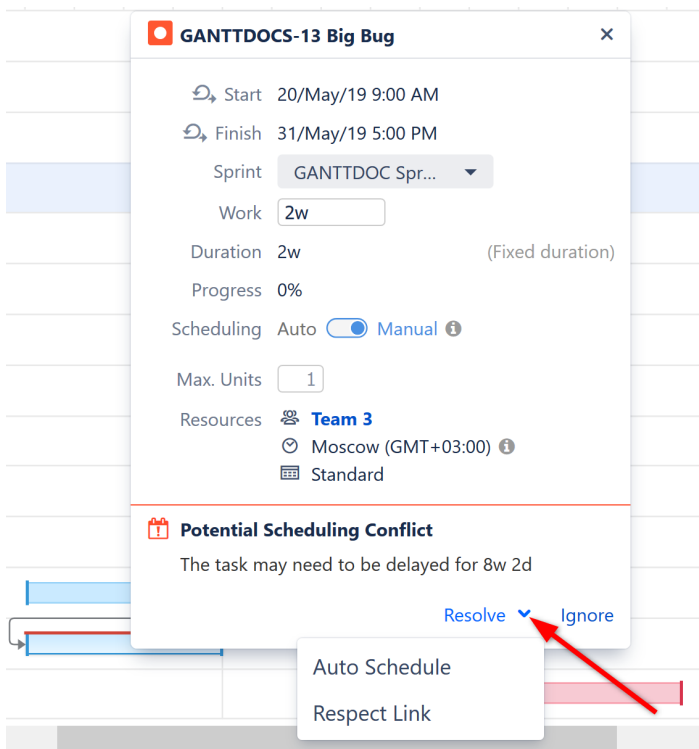 GANTTDOCS-13 Big Bug
Start 20/May/19 9:00 AM
Finish 31/May/19 5:00 PM
Sprint GANTTDOC Spr...
Work 2w
Duration 2w (Fixed duration)
Progress 0%
Scheduling Auto Manual
Max. Units 1
Resources Team 3
Moscow (GMT+03:00)
Standard
Potential Scheduling Conflict
The task may need to be delayed for 8w 2d
Resolve Ignore
Auto Schedule
Respect Link